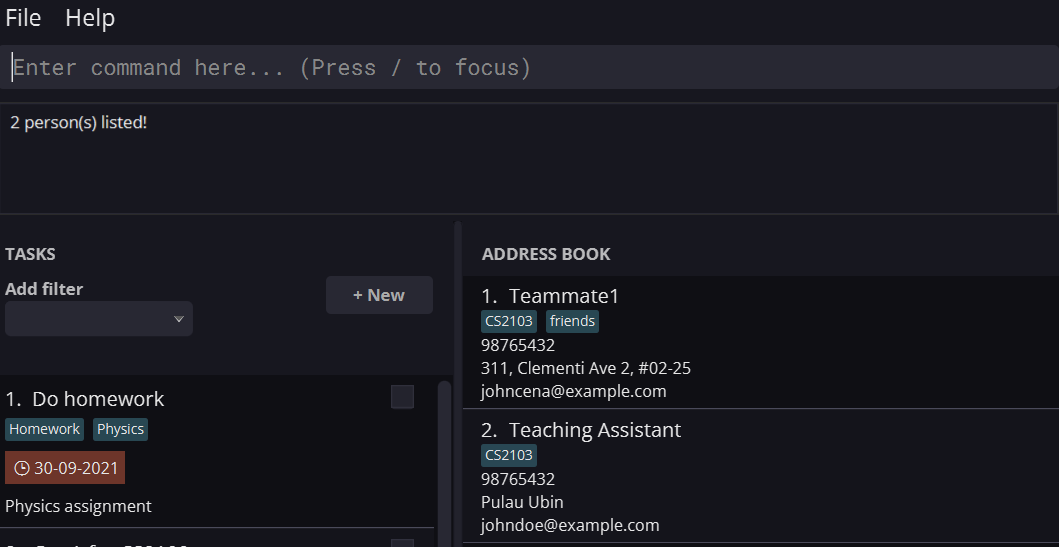 File Help
Enter command here... (Press / to focus)
2 person(s) listed!
TASKS
Add filter
+ New
1. Do homework
Homework Physics
30-09-2021
Physics assignment
ADDRESS BOOK
1. Teammate1
CS2103 friends
98765432
311, Clementi Ave 2, #02-25
johncena@example.com
2. Teaching Assistant
CS2103
98765432
Pulau Ubin
johndoe@example.com